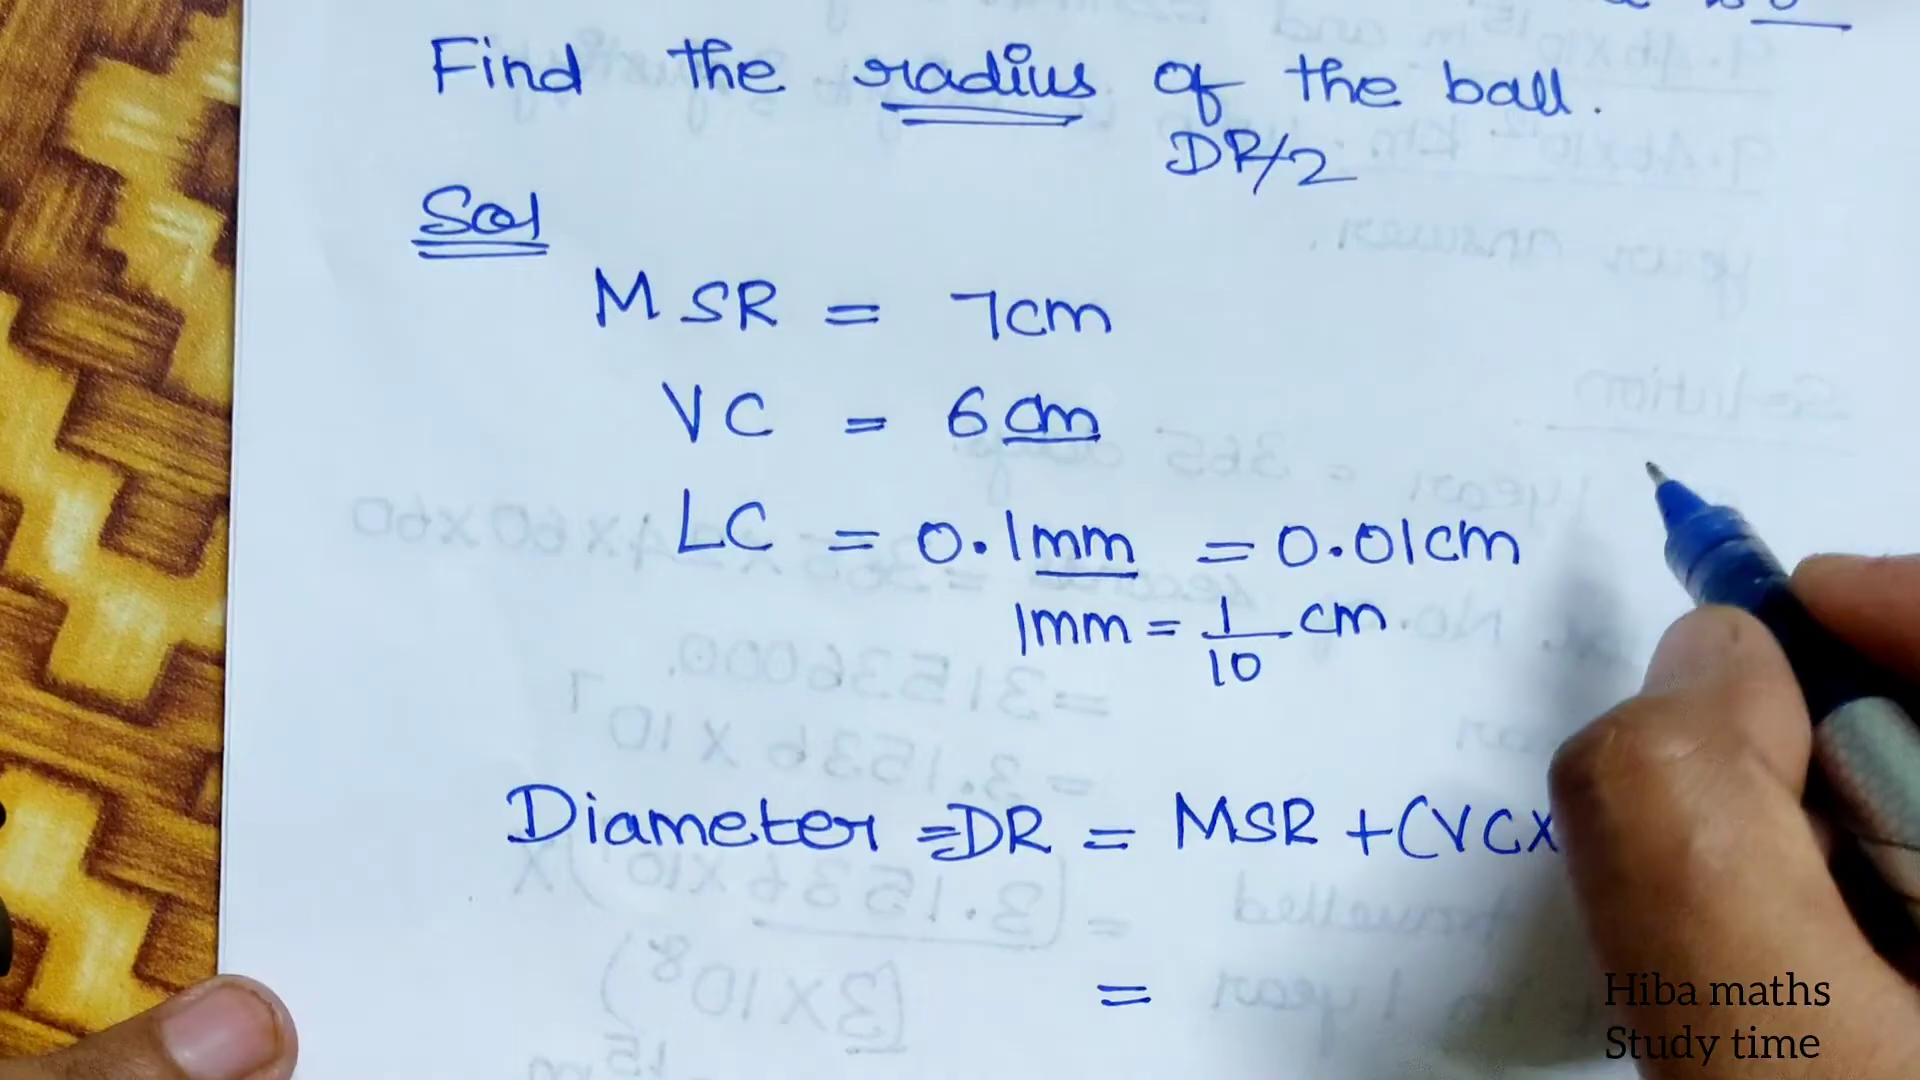 Find the radius of the ball.
DR/2
Sol
MSR = 7cm
VC = 6 cm
LC = 0.1mm = 0.01cm
1mm = 1/10 cm
Diameter = DR = MSR + (VC×
=
Hiba maths
Study time